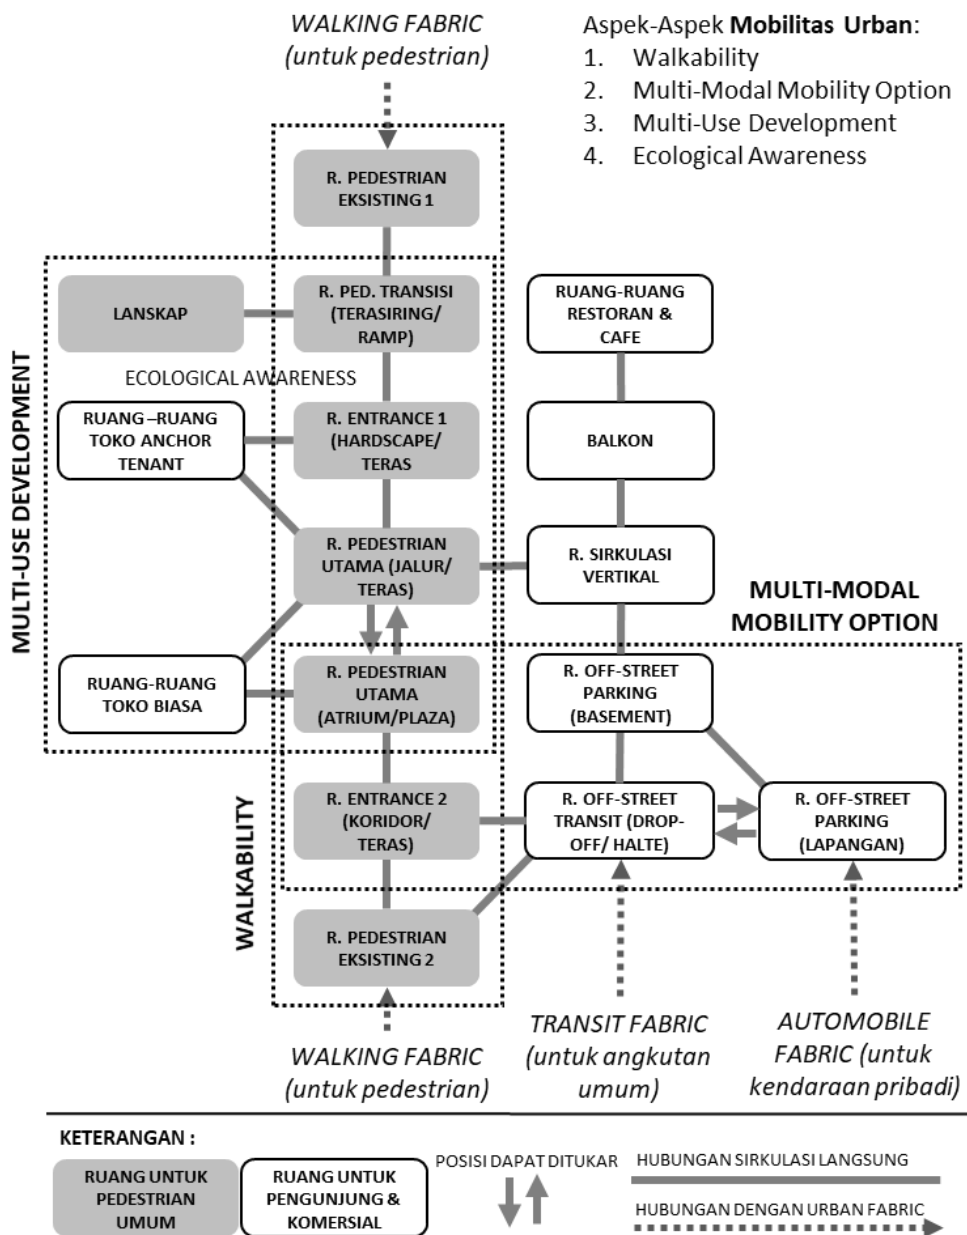 WALKING FABRIC
(untuk pedestrian)
Aspek-Aspek Mobilitas Urban:
1. Walkability
2. Multi-Modal Mobility Option
3. Multi-Use Development
4. Ecological Awareness
R. PEDESTRIAN
EKSISTING 1
LANSKAP
R. PED. TRANSISI
(TERASIRING/
RAMP)
RUANG-RUANG
RESTORAN &
CAFE
ECOLOGICAL AWARENESS
MULTI-USE DEVELOPMENT
RUANG –RUANG
TOKO ANCHOR
TENANT
R. ENTRANCE 1
(HARDSCAPE/
TERAS
BALKON
R. PEDESTRIAN
UTAMA (JALUR/
TERAS)
R. SIRKULASI
VERTIKAL
MULTI-MODAL
MOBILITY OPTION
RUANG-RUANG
TOKO BIASA
R. PEDESTRIAN
UTAMA
(ATRIUM/PLAZA)
R. OFF-STREET
PARKING
(BASEMENT)
WALKABILITY
R. ENTRANCE 2
(KORIDOR/
TERAS)
R. OFF-STREET
TRANSIT (DROP-
OFF/ HALTE)
R. OFF-STREET
PARKING
(LAPANGAN)
R. PEDESTRIAN
EKSISTING 2
WALKING FABRIC
(untuk pedestrian)
TRANSIT FABRIC
(untuk angkutan
umum)
AUTOMOBILE
FABRIC (untuk
kendaraan pribadi)
KETERANGAN :
RUANG UNTUK
PEDESTRIAN
UMUM
RUANG UNTUK
PENGUNJUNG &
KOMERSIAL
POSISI DAPAT DITUKAR
HUBUNGAN SIRKULASI LANGSUNG
HUBUNGAN DENGAN URBAN FABRIC